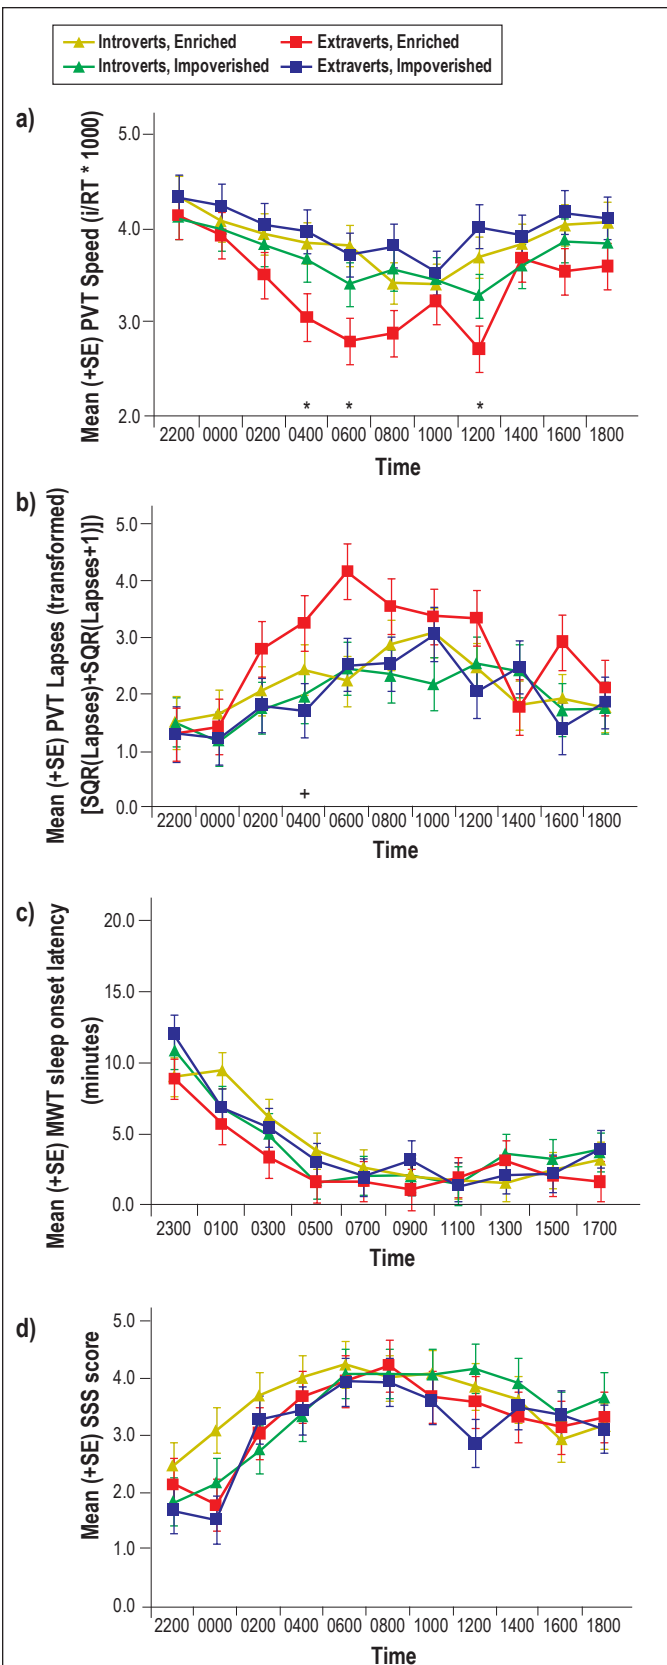 Introverts, Enriched
Extraverts, Enriched
Introverts, Impoverished
Extraverts, Impoverished
a)
Mean (+SE) PVT Speed (i/RT * 1000)
5.0
4.0
3.0
2.0
* * *
2200 0000 0200 0400 0600 0800 1000 1200 1400 1600 1800
Time
b)
Mean (+SE) PVT Lapses (transformed)
[SQR(Lapses)+SQR(Lapses+1)])
5.0
4.0
3.0
2.0
1.0
0.0
+
2200 0000 0200 0400 0600 0800 1000 1200 1400 1600 1800
Time
c)
Mean (+SE) MWT sleep onset latency
(minutes)
20.0
15.0
10.0
5.0
0.0
2300 0100 0300 0500 0700 0900 1100 1300 1500 1700
Time
d)
Mean (+SE) SSS score
5.0
4.0
3.0
2.0
1.0
0.0
2200 0000 0200 0400 0600 0800 1000 1200 1400 1600 1800
Time